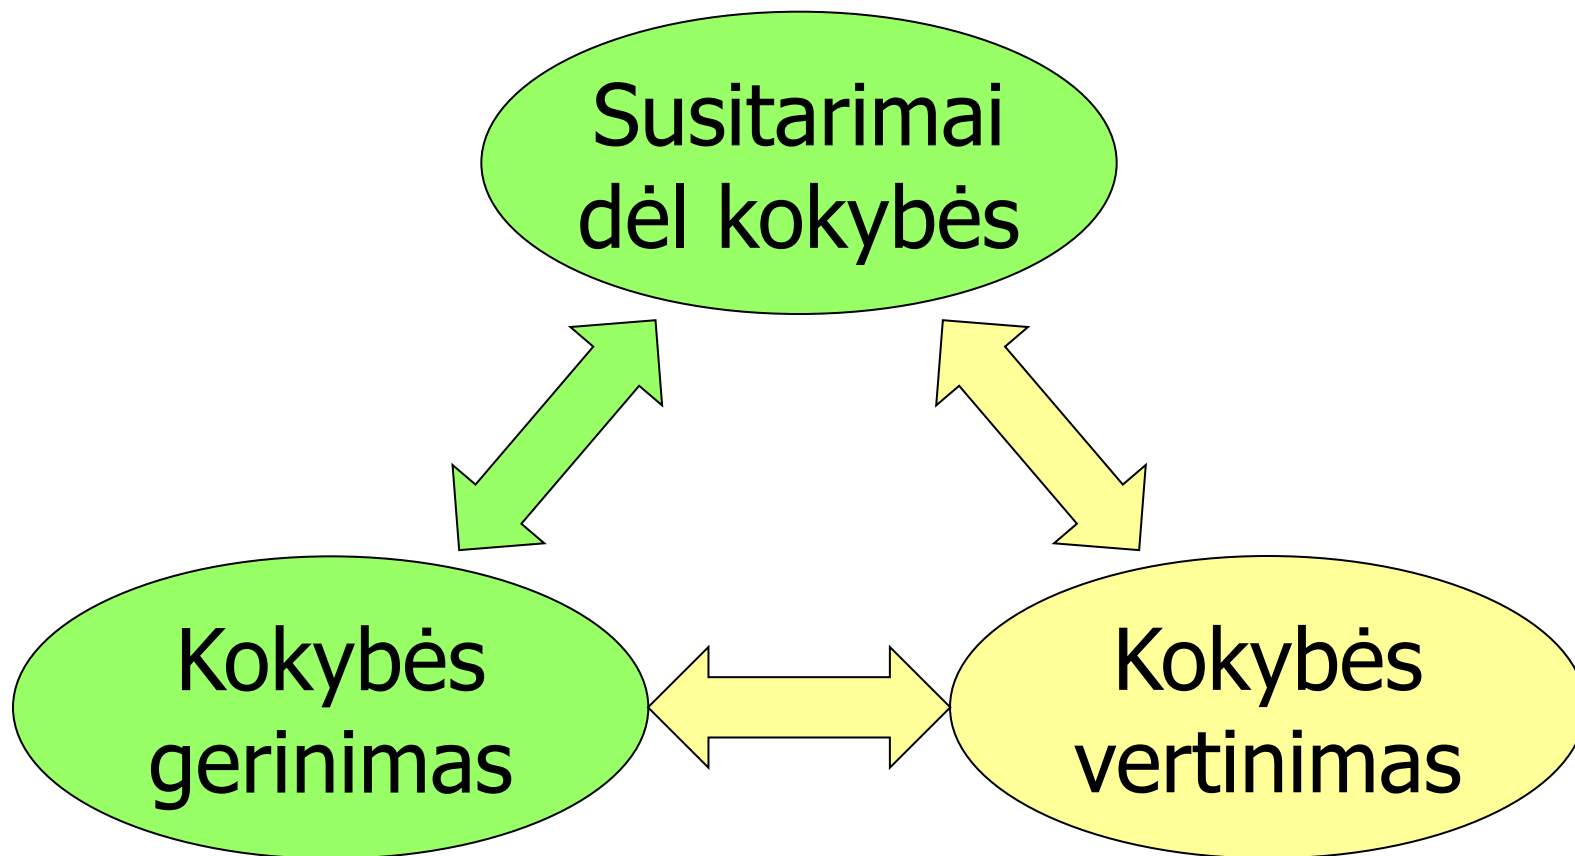 Susitarimai
dėl kokybės
Kokybės
gerinimas
Kokybės
vertinimas